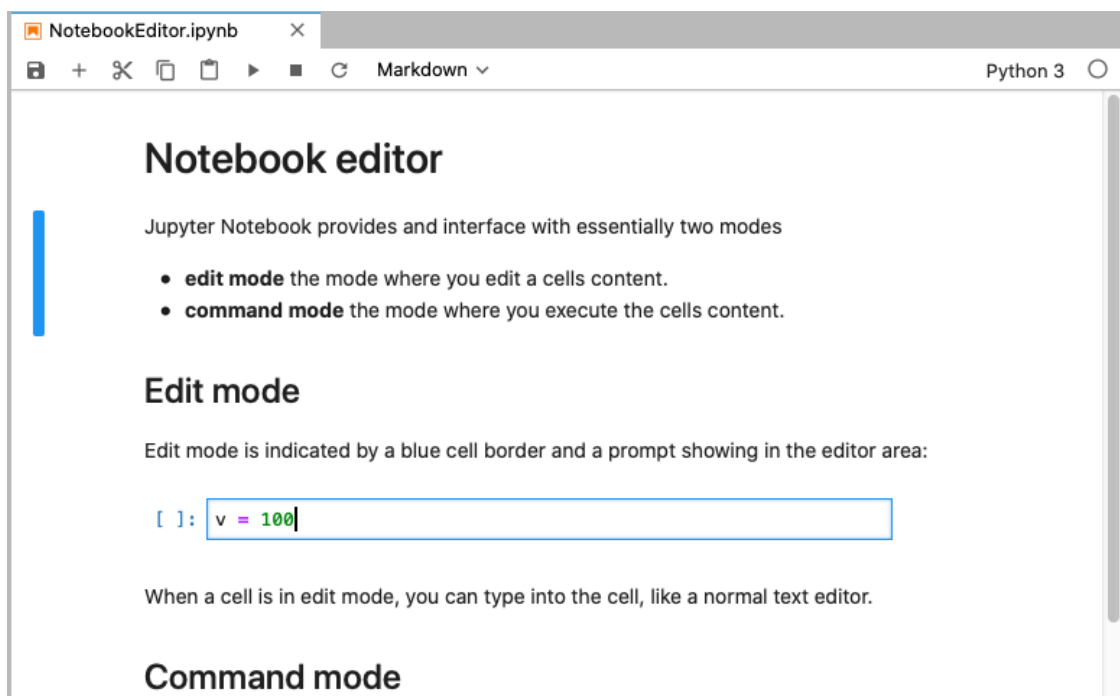 NotebookEditor.ipynb
Markdown
Python 3
Notebook editor
Jupyter Notebook provides and interface with essentially two modes
• edit mode the mode where you edit a cells content.
• command mode the mode where you execute the cells content.
Edit mode
Edit mode is indicated by a blue cell border and a prompt showing in the editor area:
[ ]: v = 100
When a cell is in edit mode, you can type into the cell, like a normal text editor.
Command mode